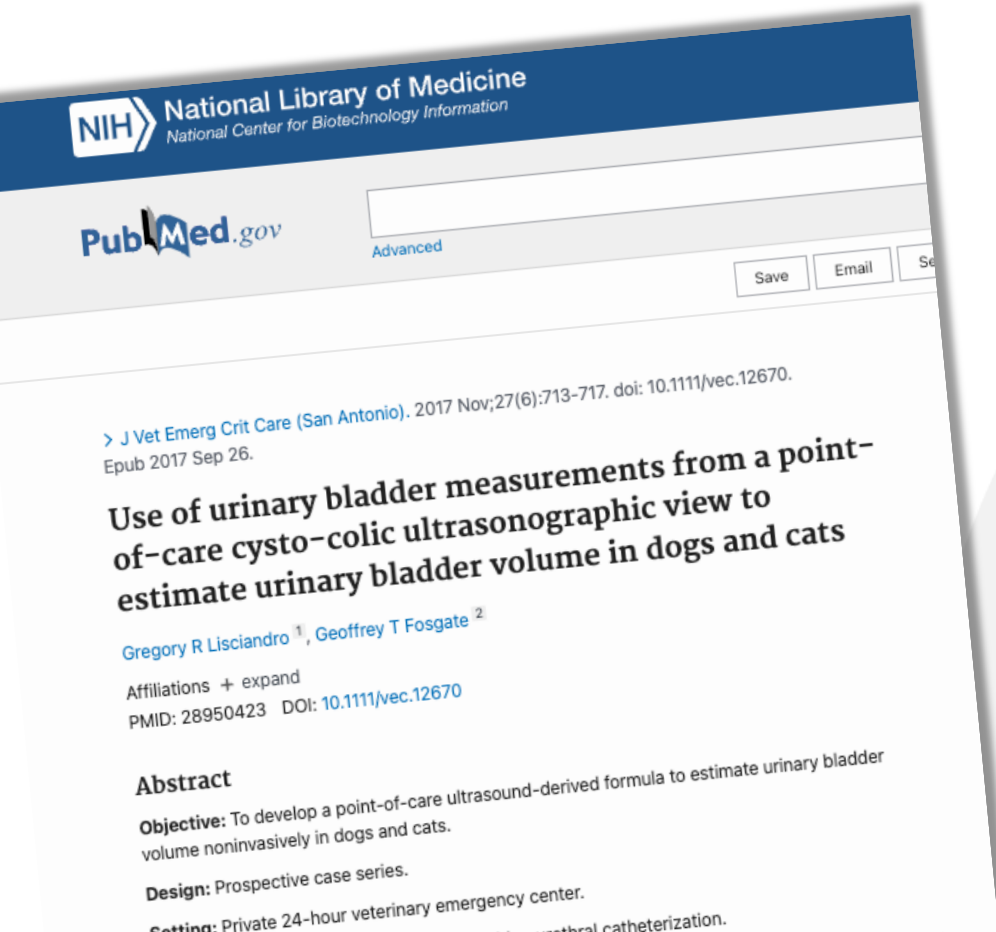 NIH
National Library of Medicine
National Center for Biotechnology Information
PubMed.gov
Advanced
Save
Email
> J Vet Emerg Crit Care (San Antonio). 2017 Nov;27(6):713-717. doi: 10.1111/vec.12670.
Epub 2017 Sep 26.
Use of urinary bladder measurements from a point-
of-care cysto-colic ultrasonographic view to
estimate urinary bladder volume in dogs and cats
Gregory R Lisciandro 1, Geoffrey T Fosgate 2
Affiliations + expand
PMID: 28950423 DOI: 10.1111/vec.12670
Abstract
Objective: To develop a point-of-care ultrasound-derived formula to estimate urinary bladder
volume noninvasively in dogs and cats.
Design: Prospective case series.
Setting: Private 24-hour veterinary emergency center.
urethral catheterization.